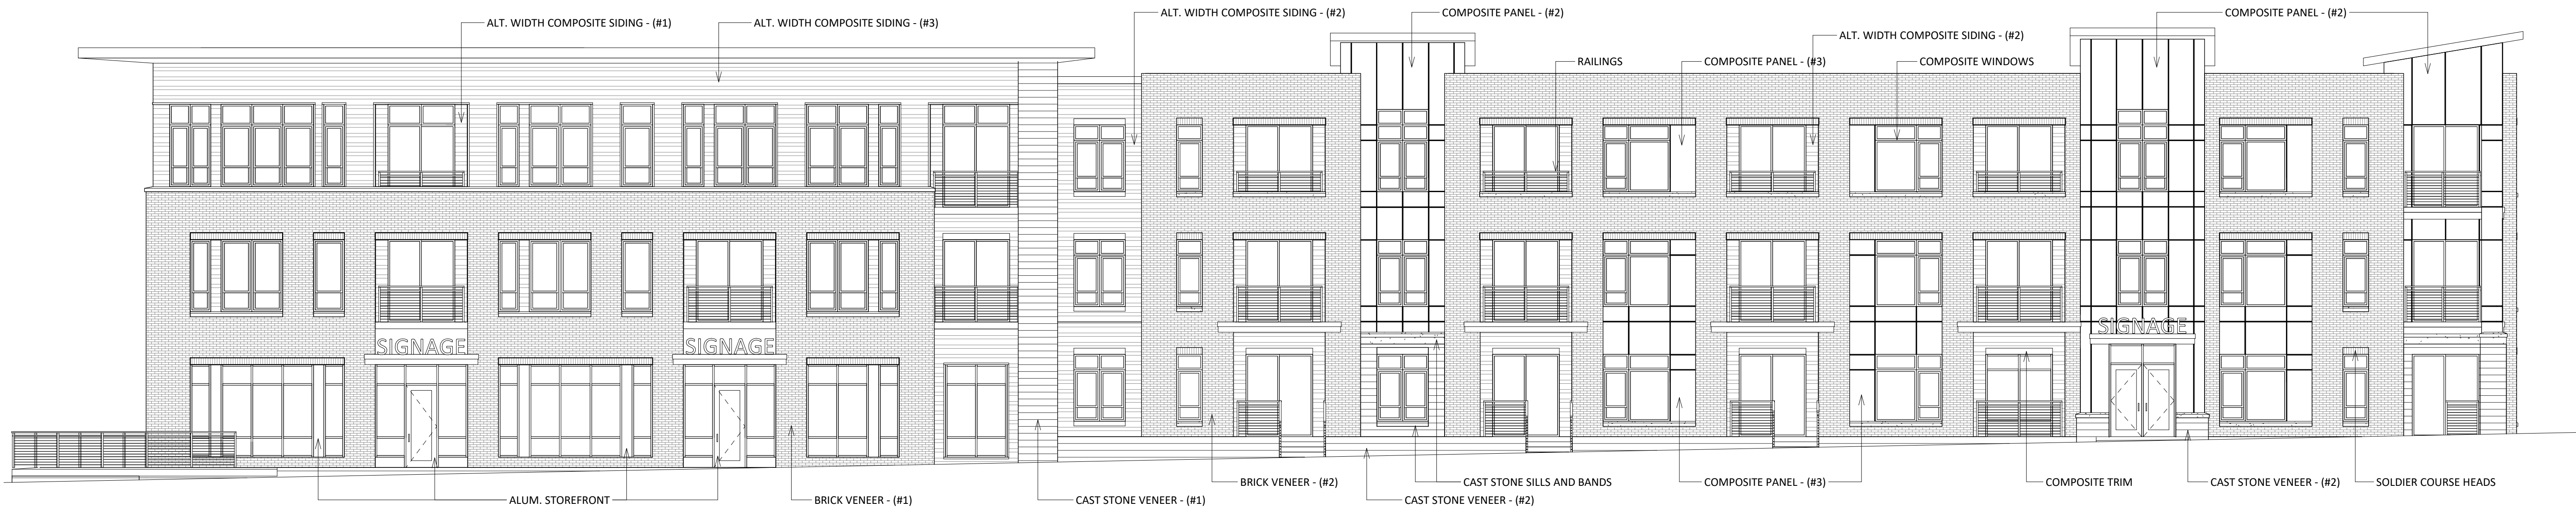 ALT. WIDTH COMPOSITE SIDING - (#1)
ALT. WIDTH COMPOSITE SIDING - (#3)
ALT. WIDTH COMPOSITE SIDING - (#2)
COMPOSITE PANEL - (#2)
COMPOSITE PANEL - (#2)
ALT. WIDTH COMPOSITE SIDING - (#2)
RAILINGS
COMPOSITE PANEL - (#3)
COMPOSITE WINDOWS
SIGNAGE
SIGNAGE
SIGNAGE
BRICK VENEER - (#2)
CAST STONE SILLS AND BANDS
COMPOSITE PANEL - (#3)
COMPOSITE TRIM
CAST STONE VENEER - (#2)
SOLDIER COURSE HEADS
ALUM. STOREFRONT
BRICK VENEER - (#1)
CAST STONE VENEER - (#1)
CAST STONE VENEER - (#2)